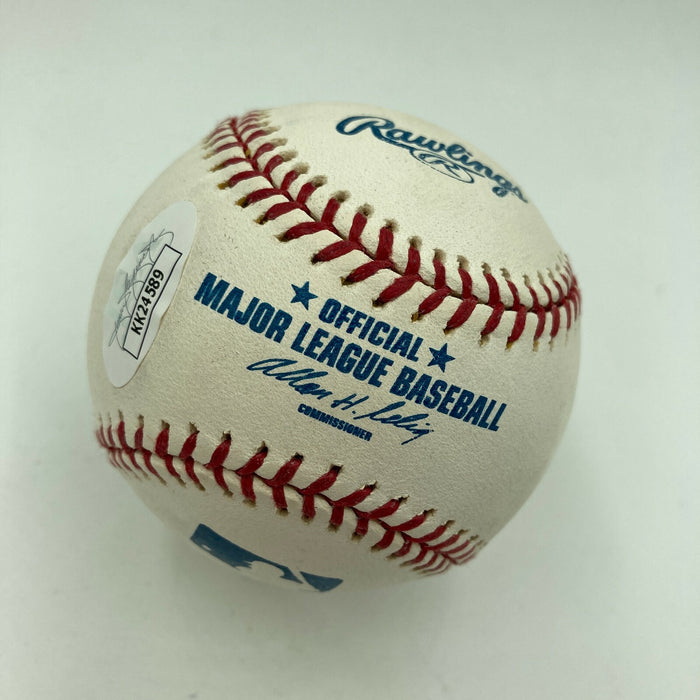 Rawlings
R
OFFICIAL
MAJOR LEAGUE BASEBALL
Allan H. Selig
COMMISSIONER
KK24589